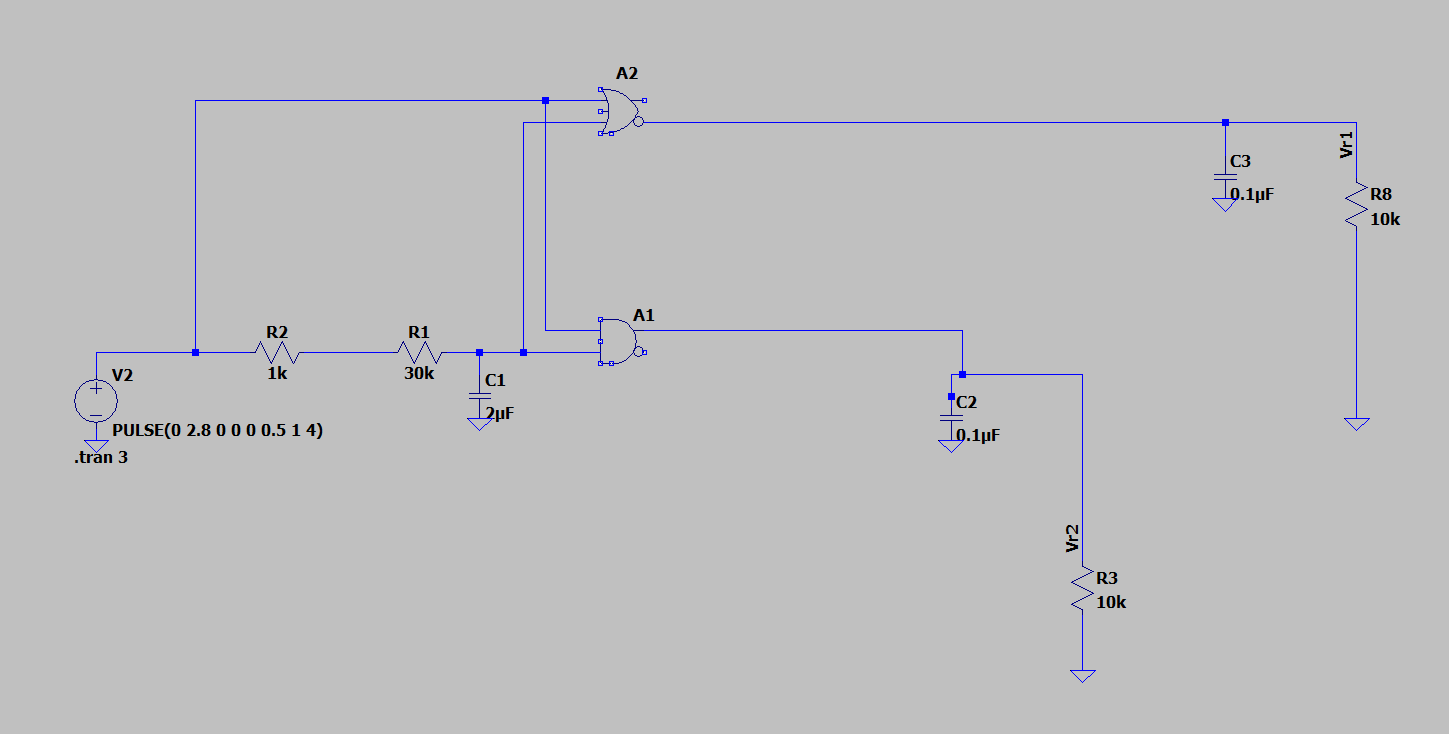 A2
Vr1
C3
0.1µF
R8
10k
A1
R2
1k
R1
30k
V2
C1
2µF
PULSE(0 2.8 0 0 0 0.5 1 4)
.tran 3
C2
0.1µF
Vr2
R3
10k